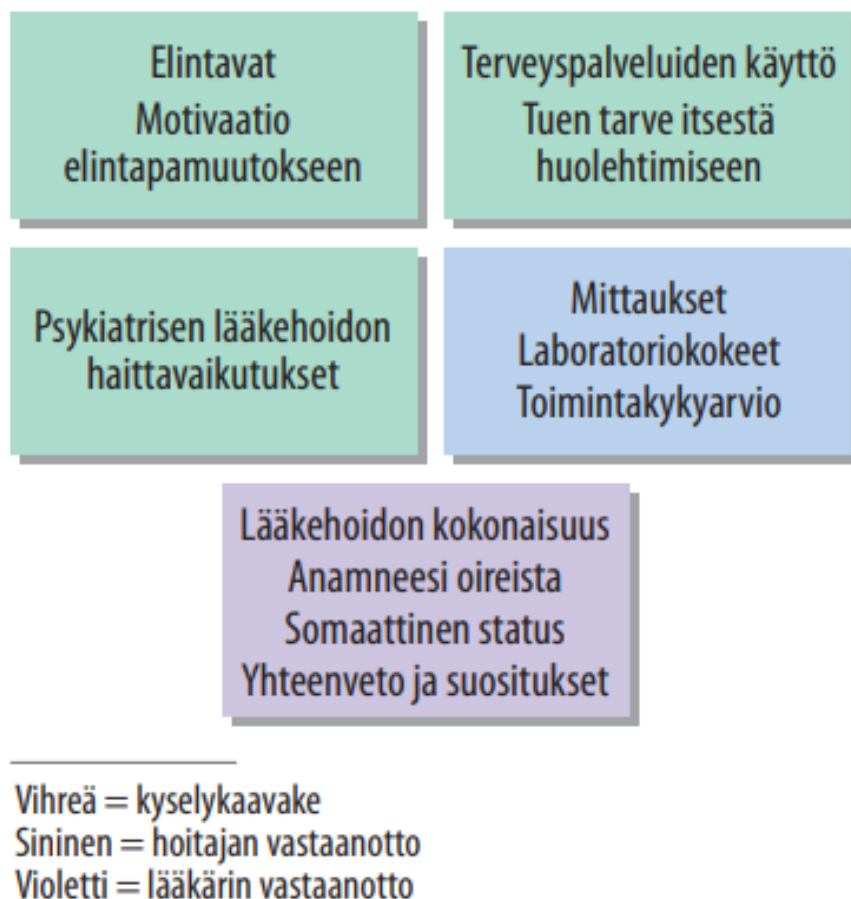 Elintavat
Motivaatio
elintapamuutokseen
Terveyspalveluiden käyttö
Tuen tarve itsestä
huolehtimiseen
Psykiatrisen lääkehoidon
haittavaikutukset
Mittaukset
Laboratoriokokeet
Toimintakykyarvio
Lääkehoidon kokonaisuus
Anamneesi oireista
Somaattinen status
Yhteenveto ja suositukset
Vihreä = kyselykaavake
Sininen = hoitajan vastaanotto
Violetti = lääkärin vastaanotto